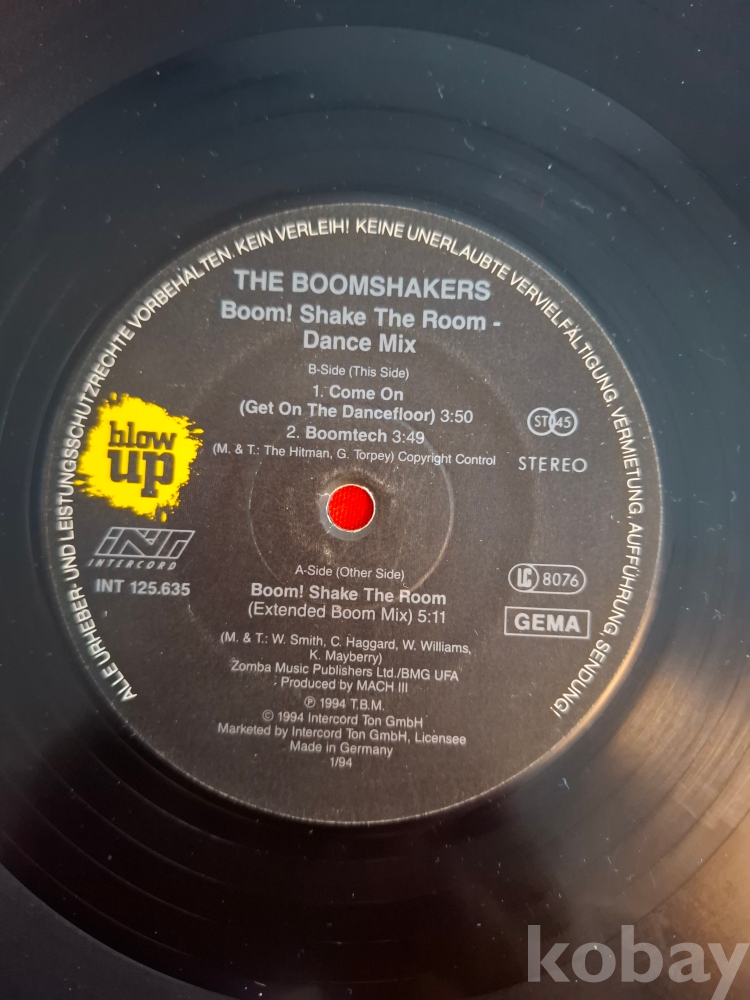 ALLE URHEBER UND LEISTUNGSSCHUTZRECHTE VORBEHALTEN. KEIN VERLEIH! KEINE UNERLAUBTE VERVIELFÄLTIGUNG, VERMIETUNG, AUFFÜHRUNG, SENDUNG!
THE BOOMSHAKERS
Boom! Shake The Room -
Dance Mix
B-Side (This Side)
1. Come On
(Get On The Dancefloor) 3:50
2. Boomtech 3:49
(M. & T.: The Hitman, G. Torpey) Copyright Control
blow
up
ST 45
STEREO
INT
INTERCORD
INT 125.635
LC 8076
GEMA
A-Side (Other Side)
Boom! Shake The Room
(Extended Boom Mix) 5:11
(M. & T.: W. Smith, C. Haggard, W. Williams,
K. Mayberry)
Zomba Music Publishers Ltd./BMG UFA
Produced by MACH III
℗ 1994 T.B.M.
© 1994 Intercord Ton GmbH
Marketed by Intercord Ton GmbH, Licensee
Made in Germany
1/94
kobay